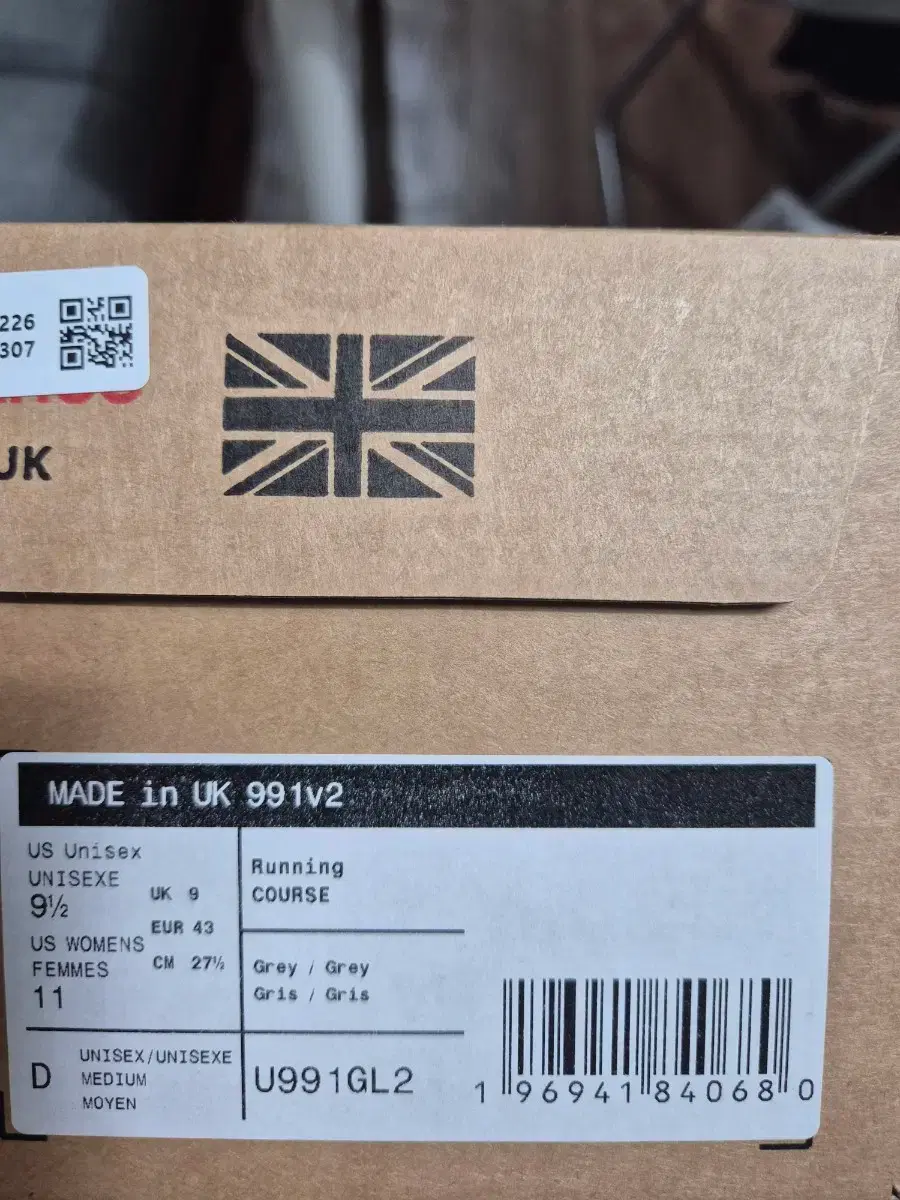 226
307
UK
MADE in UK 991v2
US Unisex
UNISEXE
9½
US WOMENS
FEMMES
11
UK 9
EUR 43
CM 27½
Running
COURSE
Grey / Grey
Gris / Gris
D
UNISEX/UNISEXE
MEDIUM
MOYEN
U991GL2
1 96941 84068 0